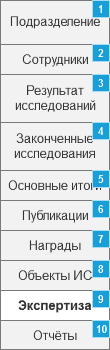 1
Подразделение
2
Сотрудники
3
Результат
исследований
4
Законченные
исследования
5
Основные итоги
6
Публикации
7
Награды
8
Объекты ИС
9
Экспертиза
10
Отчёты